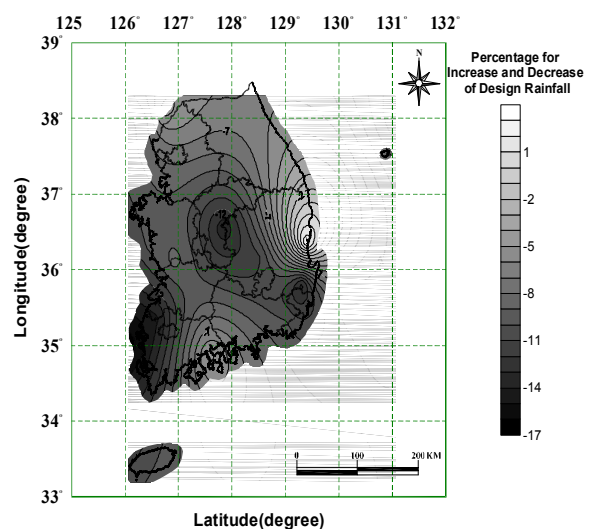 125 126° 127° 128° 129° 130° 131° 132°
39°
38°
37°
36°
35°
34°
33°
Longitude(degree)
Latitude(degree)
N
-7
-12
0 100 200 KM
Percentage for
Increase and Decrease
of Design Rainfall
1
-2
-5
-8
-11
-14
-17